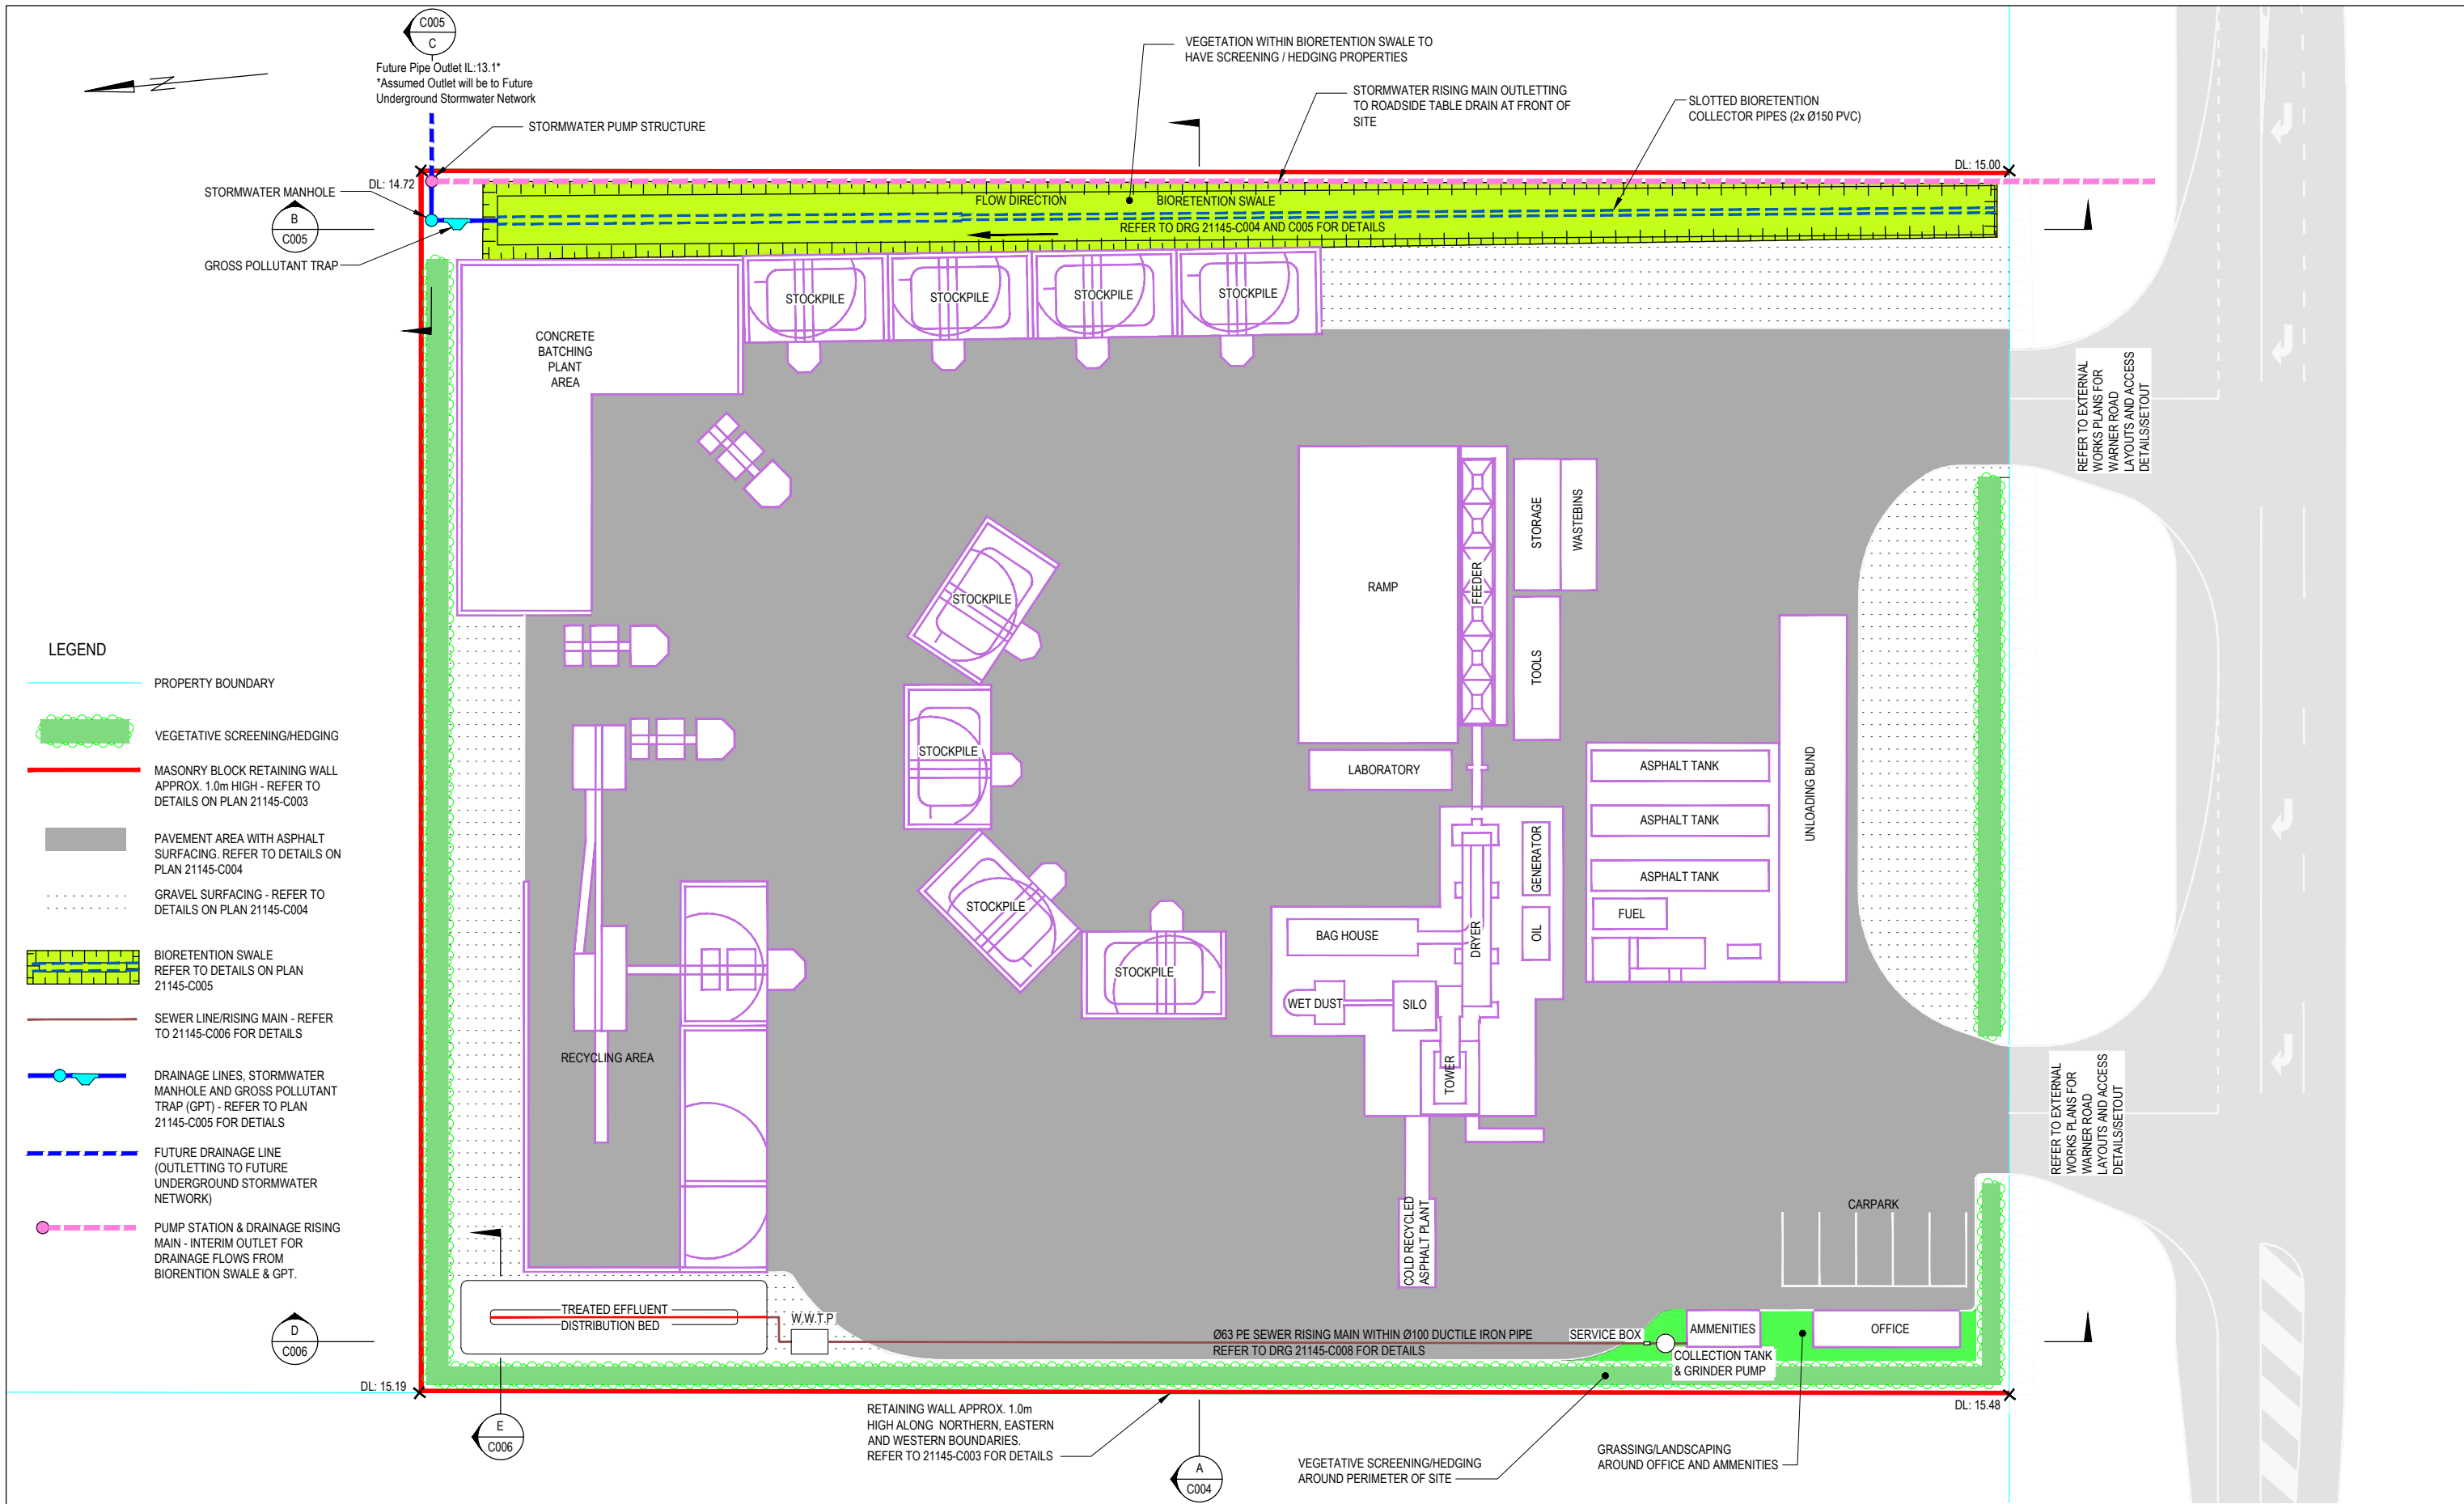 C005
C
Future Pipe Outlet IL:13.1*
*Assumed Outlet will be to Future
Underground Stormwater Network
N
STORMWATER PUMP STRUCTURE
VEGETATION WITHIN BIORETENTION SWALE TO
HAVE SCREENING / HEDGING PROPERTIES
STORMWATER RISING MAIN OUTLETTING
TO ROADSIDE TABLE DRAIN AT FRONT OF
SITE
SLOTTED BIORETENTION
COLLECTOR PIPES (2x Ø150 PVC)
DL: 15.00
DL: 14.72
STORMWATER MANHOLE
B
C005
GROSS POLLUTANT TRAP
FLOW DIRECTION
BIORETENTION SWALE
REFER TO DRG 21145-C004 AND C005 FOR DETAILS
STOCKPILE
STOCKPILE
STOCKPILE
STOCKPILE
CONCRETE
BATCHING
PLANT
AREA
REFER TO EXTERNAL
WORKS PLANS FOR
WARNER ROAD
LAYOUTS AND ACCESS
DETAILS/SETOUT
STOCKPILE
RAMP
FEEDER
STORAGE
WASTEBINS
TOOLS
STOCKPILE
LABORATORY
ASPHALT TANK
ASPHALT TANK
ASPHALT TANK
FUEL
UNLOADING BUND
STOCKPILE
STOCKPILE
GENERATOR
OIL
DRYER
BAG HOUSE
WET DUST
SILO
TOWER
RECYCLING AREA
COLD RECYCLED
ASPHALT PLANT
REFER TO EXTERNAL
WORKS PLANS FOR
WARNER ROAD
LAYOUTS AND ACCESS
DETAILS/SETOUT
CARPARK
LEGEND
PROPERTY BOUNDARY
VEGETATIVE SCREENING/HEDGING
MASONRY BLOCK RETAINING WALL
APPROX. 1.0m HIGH - REFER TO
DETAILS ON PLAN 21145-C003
PAVEMENT AREA WITH ASPHALT
SURFACING. REFER TO DETAILS ON
PLAN 21145-C004
GRAVEL SURFACING - REFER TO
DETAILS ON PLAN 21145-C004
BIORETENTION SWALE
REFER TO DETAILS ON PLAN
21145-C005
SEWER LINE/RISING MAIN - REFER
TO 21145-C006 FOR DETAILS
DRAINAGE LINES, STORMWATER
MANHOLE AND GROSS POLLUTANT
TRAP (GPT) - REFER TO PLAN
21145-C005 FOR DETIALS
FUTURE DRAINAGE LINE
(OUTLETTING TO FUTURE
UNDERGROUND STORMWATER
NETWORK)
PUMP STATION & DRAINAGE RISING
MAIN - INTERIM OUTLET FOR
DRAINAGE FLOWS FROM
BIORENTION SWALE & GPT.
D
C006
TREATED EFFLUENT
DISTRIBUTION BED
W.W.T.P
Ø63 PE SEWER RISING MAIN WITHIN Ø100 DUCTILE IRON PIPE
REFER TO DRG 21145-C008 FOR DETAILS
SERVICE BOX
AMMENITIES
OFFICE
COLLECTION TANK
& GRINDER PUMP
DL: 15.19
DL: 15.48
E
C006
RETAINING WALL APPROX. 1.0m
HIGH ALONG NORTHERN, EASTERN
AND WESTERN BOUNDARIES.
REFER TO 21145-C003 FOR DETAILS
A
C004
VEGETATIVE SCREENING/HEDGING
AROUND PERIMETER OF SITE
GRASSING/LANDSCAPING
AROUND OFFICE AND AMMENITIES